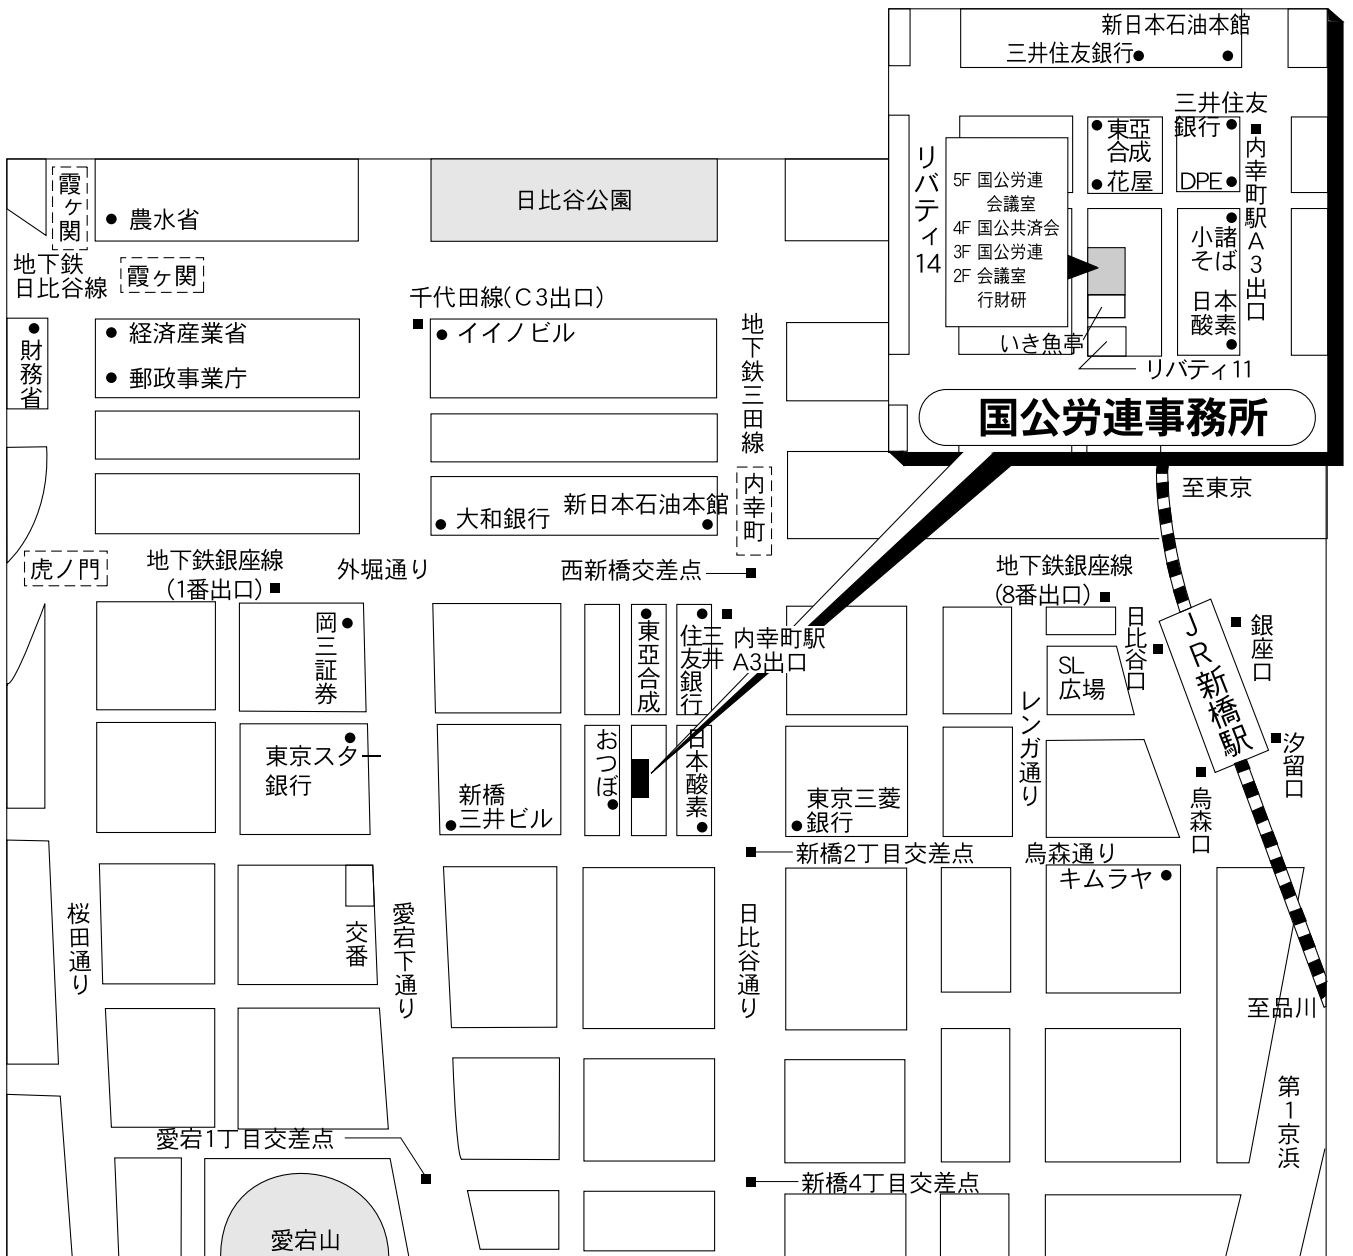 新日本石油本館
三井住友銀行
三井住友
銀行
東亞
合成
花屋
DPE
内幸町駅A3出口
リバティ14
5F 国公労連
会議室
4F 国公共済会
3F 国公労連
2F 会議室
行財研
小諸
そば
日本
酸素
いき魚亭
リバティ11
国公労連事務所
霞ヶ関
農水省
日比谷公園
地下鉄
日比谷線
霞ヶ関
千代田線(C3出口)
財務省
経済産業省
郵政事業庁
イイノビル
地下鉄三田線
内幸町
大和銀行
新日本石油本館
至東京
虎ノ門
地下鉄銀座線
(1番出口)
外堀通り
西新橋交差点
地下鉄銀座線
(8番出口)
岡三証券
東亞合成
三井
住友銀行
内幸町駅
A3出口
SL
広場
日比谷口
銀座口
JR新橋駅
レンガ通り
汐留口
烏森口
東京スター
銀行
新橋
三井ビル
おつぼ
日本酸素
東京三菱
銀行
新橋2丁目交差点
烏森通り
キムラヤ
桜田通り
交番
愛宕下通り
日比谷通り
至品川
第1京浜
愛宕1丁目交差点
新橋4丁目交差点
愛宕山